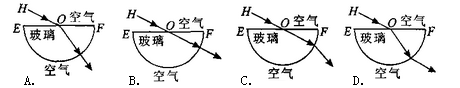 H O 空气 E F 玻璃 空气 A.
H O 空气 E F 玻璃 空气 B.
H O 空气 E F 玻璃 空气 C.
H O 空气 E F 玻璃 空气 D.